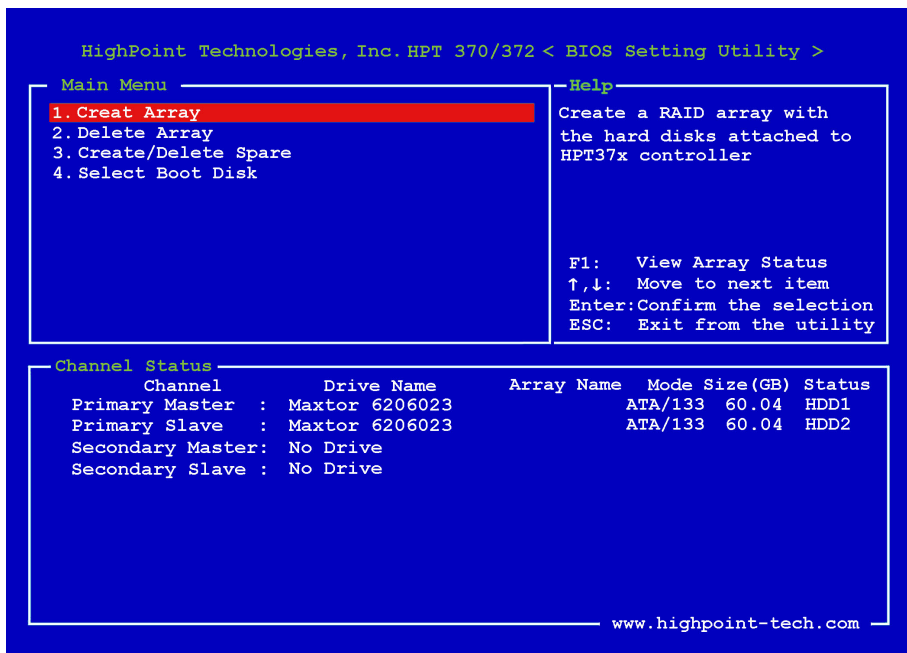 HighPoint Technologies, Inc. HPT 370/372 < BIOS Setting Utility >
Main Menu
1. Creat Array
2. Delete Array
3. Create/Delete Spare
4. Select Boot Disk
Help
Create a RAID array with
the hard disks attached to
HPT37x controller
F1: View Array Status
↑,↓: Move to next item
Enter:Confirm the selection
ESC: Exit from the utility
Channel Status
Channel Drive Name Array Name Mode Size(GB) Status
Primary Master : Maxtor 6206023 ATA/133 60.04 HDD1
Primary Slave : Maxtor 6206023 ATA/133 60.04 HDD2
Secondary Master: No Drive
Secondary Slave : No Drive
www.highpoint-tech.com